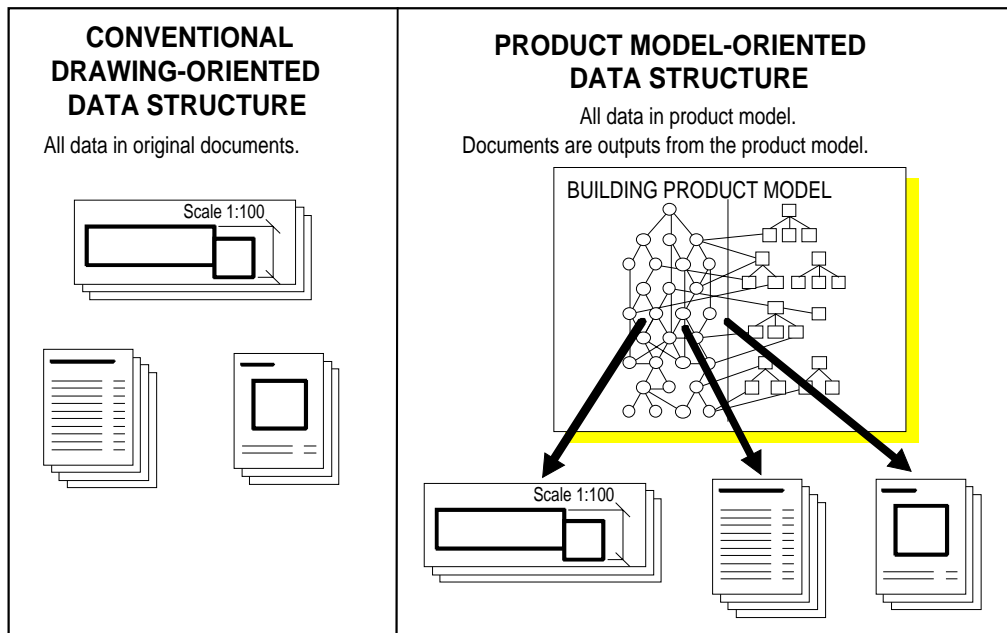 CONVENTIONAL
DRAWING-ORIENTED
DATA STRUCTURE
All data in original documents.
Scale 1:100
PRODUCT MODEL-ORIENTED
DATA STRUCTURE
All data in product model.
Documents are outputs from the product model.
BUILDING PRODUCT MODEL
Scale 1:100